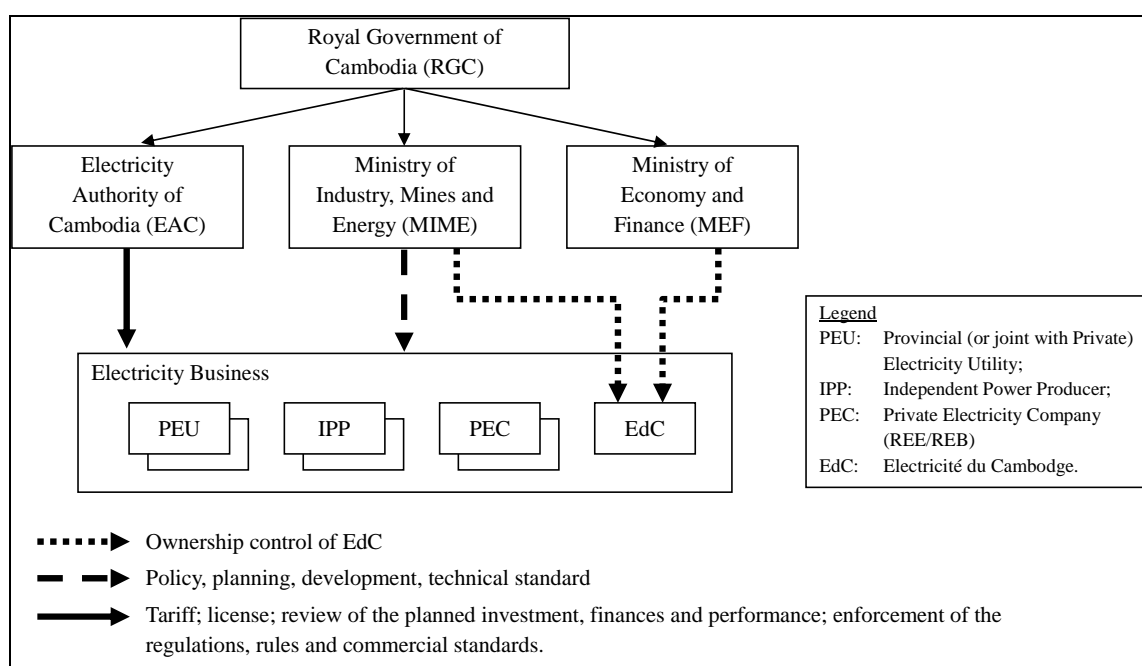 Royal Government of
Cambodia (RGC)
Electricity
Authority of
Cambodia (EAC)
Ministry of
Industry, Mines and
Energy (MIME)
Ministry of
Economy and
Finance (MEF)
Legend
PEU: Provincial (or joint with Private)
Electricity Utility;
IPP: Independent Power Producer;
PEC: Private Electricity Company
(REE/REB)
EdC: Electricité du Cambodge.
Electricity Business
PEU
IPP
PEC
EdC
Ownership control of EdC
Policy, planning, development, technical standard
Tariff; license; review of the planned investment, finances and performance; enforcement of the
regulations, rules and commercial standards.